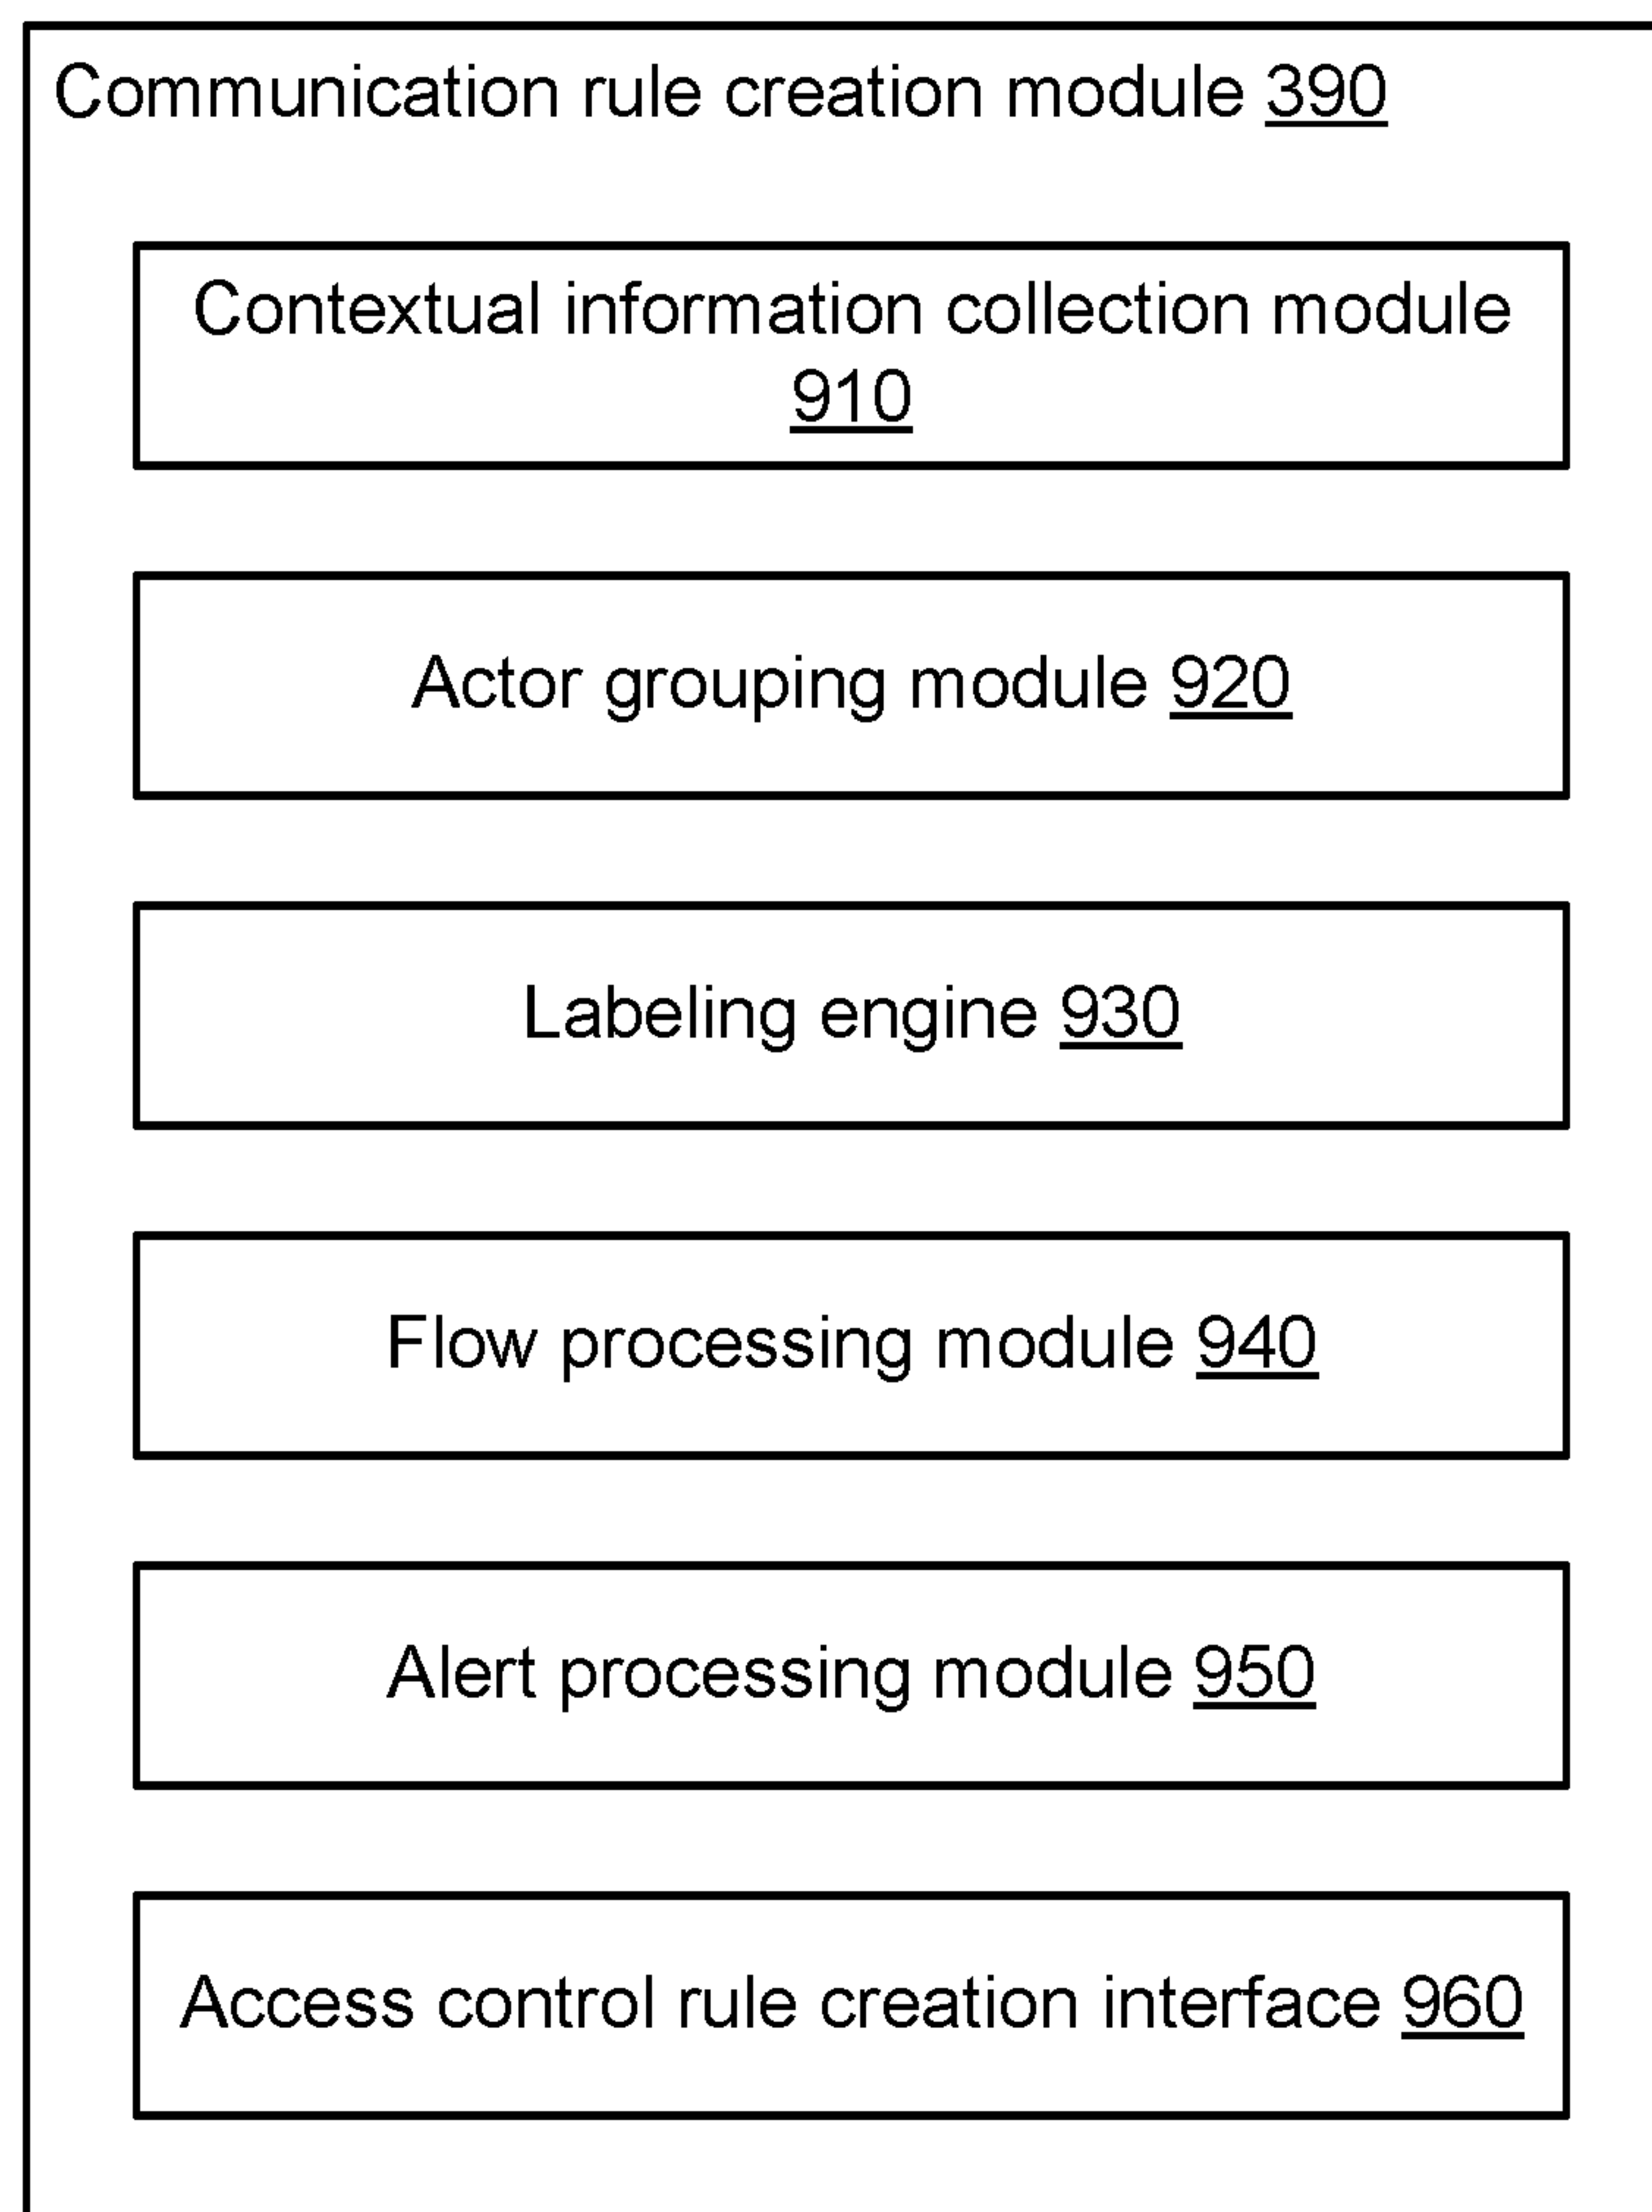 Communication rule creation module 390
Contextual information collection module
910
Actor grouping module 920
Labeling engine 930
Flow processing module 940
Alert processing module 950
Access control rule creation interface 960